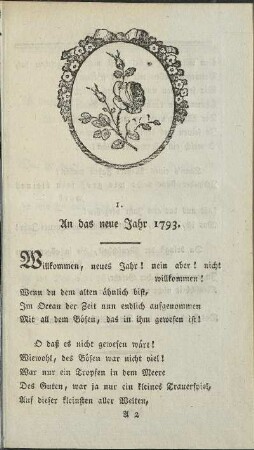 1.
An das neue Jahr 1793.
Willkommen, neues Jahr! nein aber! nicht
willkommen!
Wenn du dem alten ähnlich bist,
Im Ocean der Zeit nun endlich aufgenommen
Mit all dem Bösen, das in ihm gewesen ist!
O daß es nicht gewesen wärt!
Wiewohl, des Bösen war nicht viel!
War nur ein Tropfen in dem Meere
Des Guten, war ja nur ein kleines Trauerspiel,
Auf dieser kleinsten aller Welten,
A 2